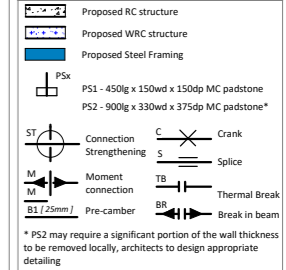 Proposed RC structure
Proposed WRC structure
Proposed Steel Framing
PSx
PS1 - 450lg x 150wd x 150dp MC padstone
PS2 - 900lg x 330wd x 375dp MC padstone*
ST
Connection
Strengthening
C
Crank
S
Splice
M
M
Moment
connection
TB
Thermal Break
B1 [ 25mm ]
Pre-camber
BR
Break in beam
* PS2 may require a significant portion of the wall thickness
to be removed locally, architects to design appropriate
detailing